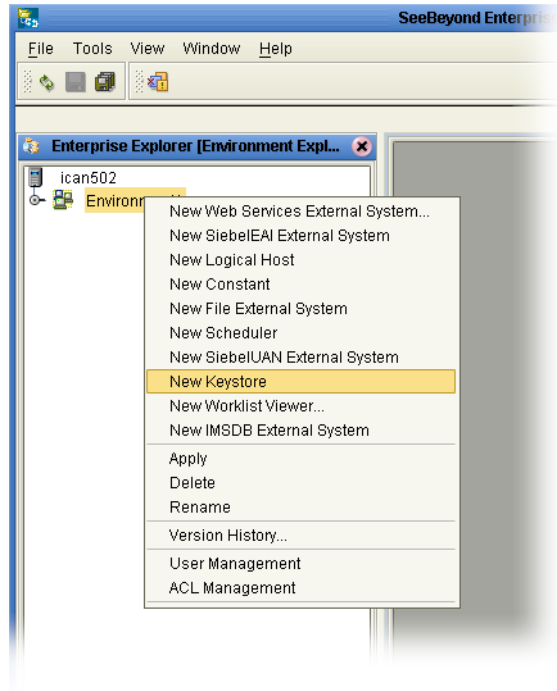 SeeBeyond Enterprise
File Tools View Window Help
Enterprise Explorer [Environment Expl...
ican502
New Web Services External System...
New SiebelEAI External System
New Logical Host
New Constant
New File External System
New Scheduler
New SiebelUAN External System
New Keystore
New Worklist Viewer...
New IMSDB External System
Apply
Delete
Rename
Version History...
User Management
ACL Management